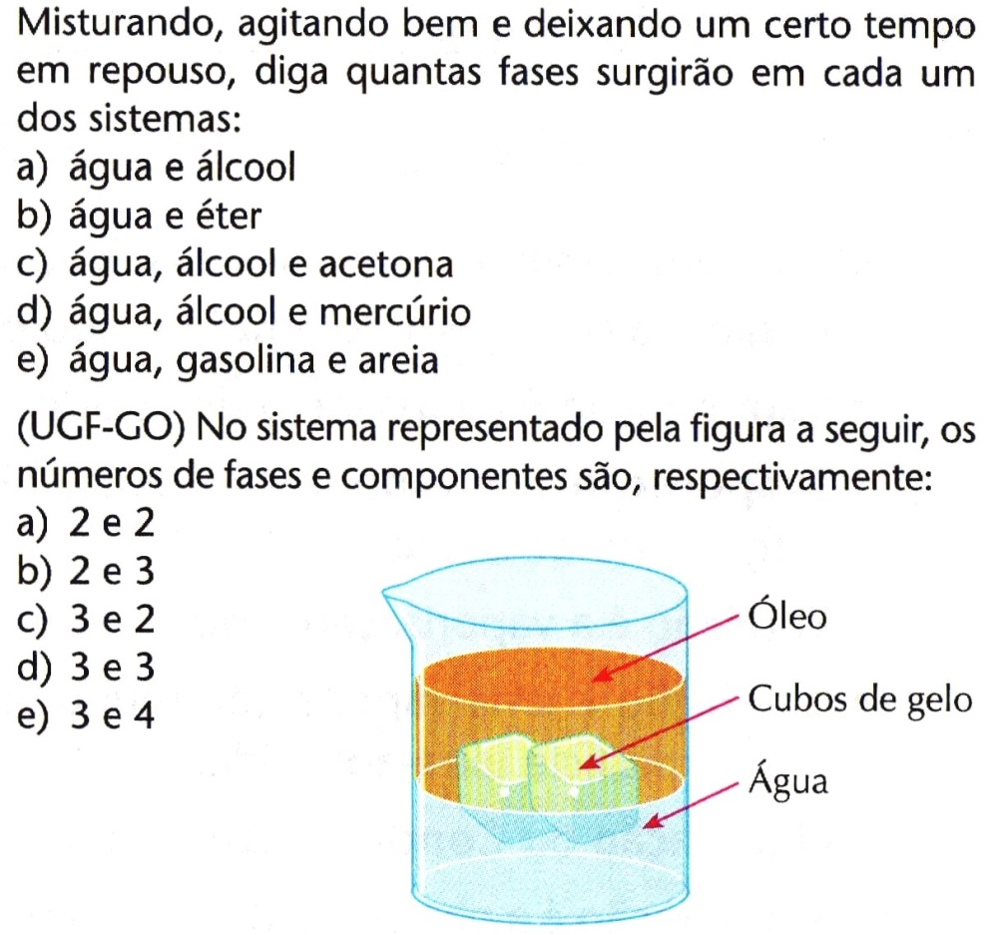 Misturando, agitando bem e deixando um certo tempo
em repouso, diga quantas fases surgirão em cada um
dos sistemas:
a) água e álcool
b) água e éter
c) água, álcool e acetona
d) água, álcool e mercúrio
e) água, gasolina e areia
(UGF-GO) No sistema representado pela figura a seguir, os
números de fases e componentes são, respectivamente:
a) 2 e 2
b) 2 e 3
c) 3 e 2
d) 3 e 3
e) 3 e 4
Óleo
Cubos de gelo
Água